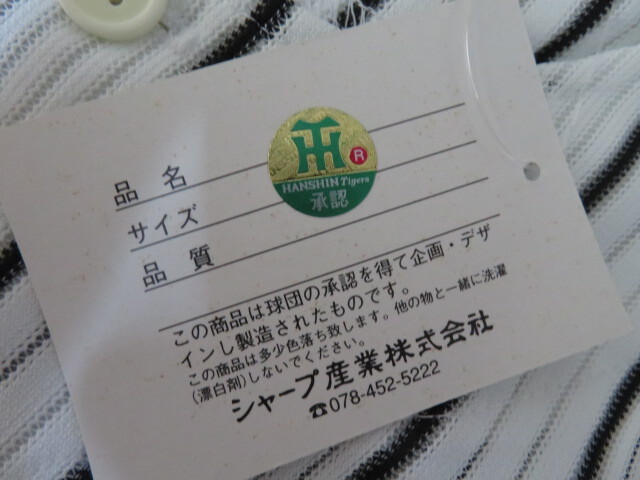 HANSHIN Tigers
承認
R
品名
サイズ
品質
この商品は球団の承認を得て企画・デザ
インし製造されたものです。
この商品は多少色落ち致します。他の物と一緒に洗濯
(漂白剤)しないでください。
シャープ産業株式会社
☎078-452-5222